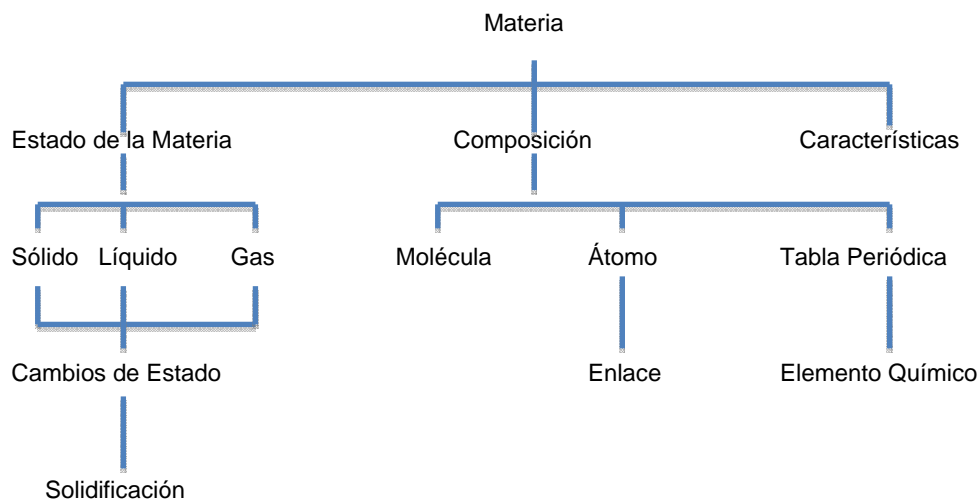 Materia
Estado de la Materia Composición Características
Sólido Líquido Gas Molécula Átomo Tabla Periódica
Cambios de Estado Enlace Elemento Químico
Solidificación